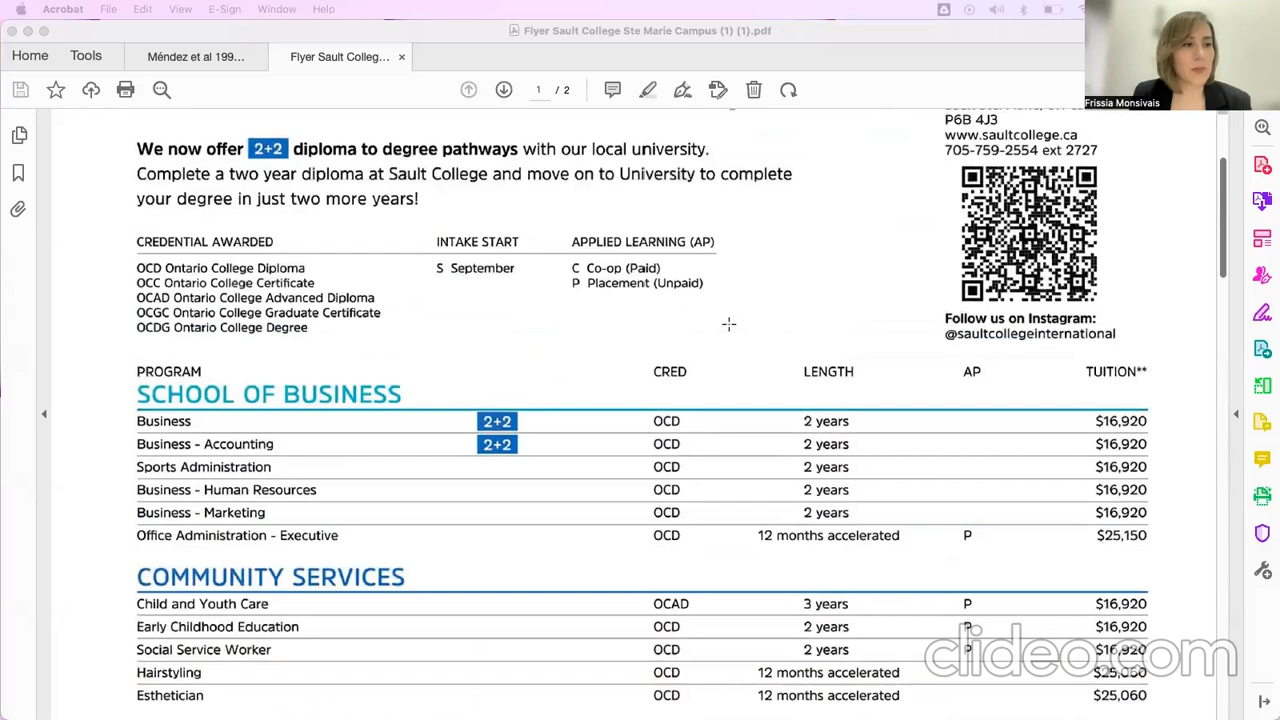 Acrobat File Edit View E-Sign Window Help
Flyer Sault College Ste Marie Campus (1) (1).pdf
Home Tools Méndez et al 199... Flyer Sault Colleg... ×
1 / 2
Frissia Monsivais
P6B 4J3
www.saultcollege.ca
705-759-2554 ext 2727
We now offer 2+2 diploma to degree pathways with our local university.
Complete a two year diploma at Sault College and move on to University to complete
your degree in just two more years!
CREDENTIAL AWARDED INTAKE START APPLIED LEARNING (AP)
OCD Ontario College Diploma S September C Co-op (Paid)
OCC Ontario College Certificate P Placement (Unpaid)
OCAD Ontario College Advanced Diploma
OCGC Ontario College Graduate Certificate
OCDG Ontario College Degree
Follow us on Instagram:
@saultcollegeinternational
PROGRAM CRED LENGTH AP TUITION**
SCHOOL OF BUSINESS
Business 2+2 OCD 2 years $16,920
Business - Accounting 2+2 OCD 2 years $16,920
Sports Administration OCD 2 years $16,920
Business - Human Resources OCD 2 years $16,920
Business - Marketing OCD 2 years $16,920
Office Administration - Executive OCD 12 months accelerated P $25,150
COMMUNITY SERVICES
Child and Youth Care OCAD 3 years P $16,920
Early Childhood Education OCD 2 years P $16,920
Social Service Worker OCD 2 years P $16,920
Hairstyling OCD 12 months accelerated $25,060
Esthetician OCD 12 months accelerated $25,060
clideo.com